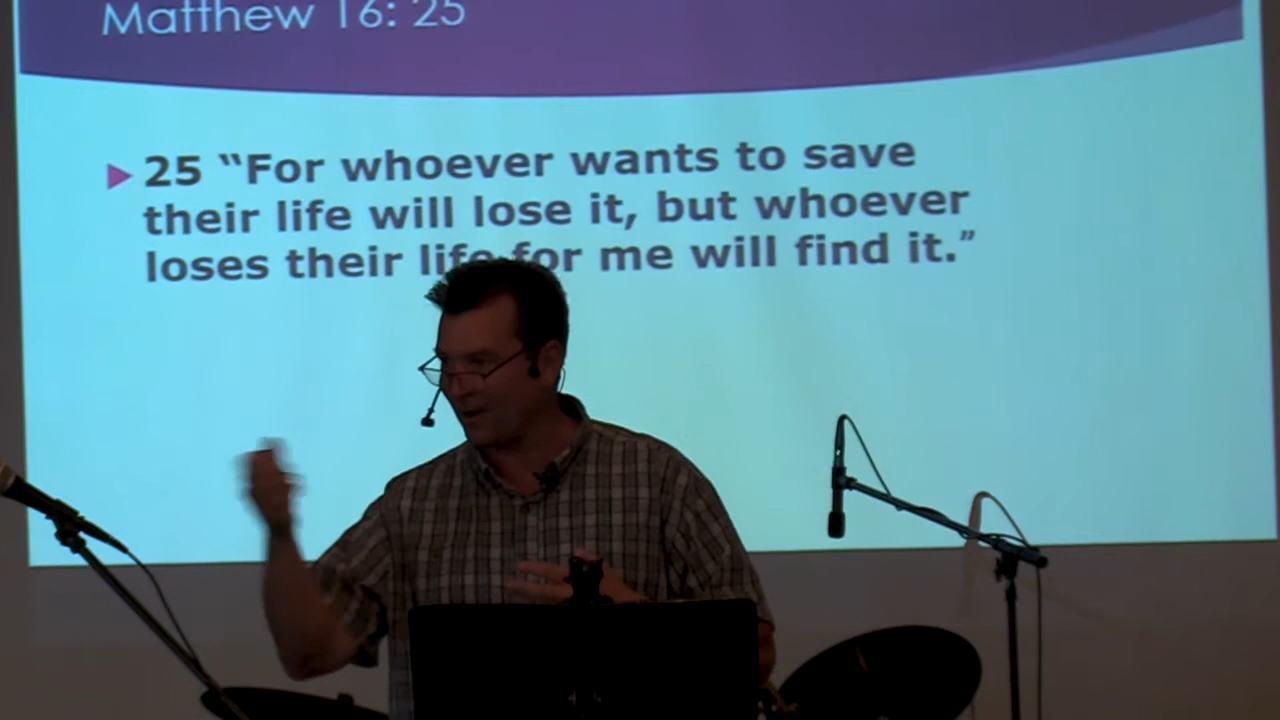 Matthew 16: 25
25 “For whoever wants to save
their life will lose it, but whoever
loses their life for me will find it.”